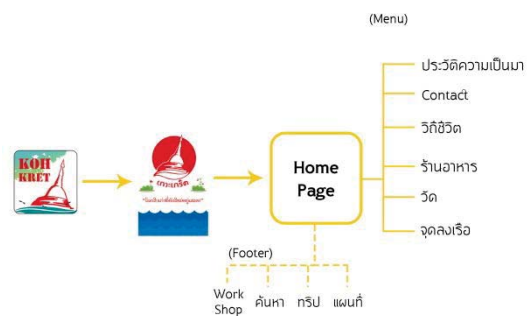 (Menu)
ประวัติความเป็นมา
Contact
วิถีชีวิต
ร้านอาหาร
วัด
จุดลงเรือ
KOH
KRET
เกาะเกร็ด
Home
Page
(Footer)
Work
Shop
ค้นหา
ทริป
แผนที่